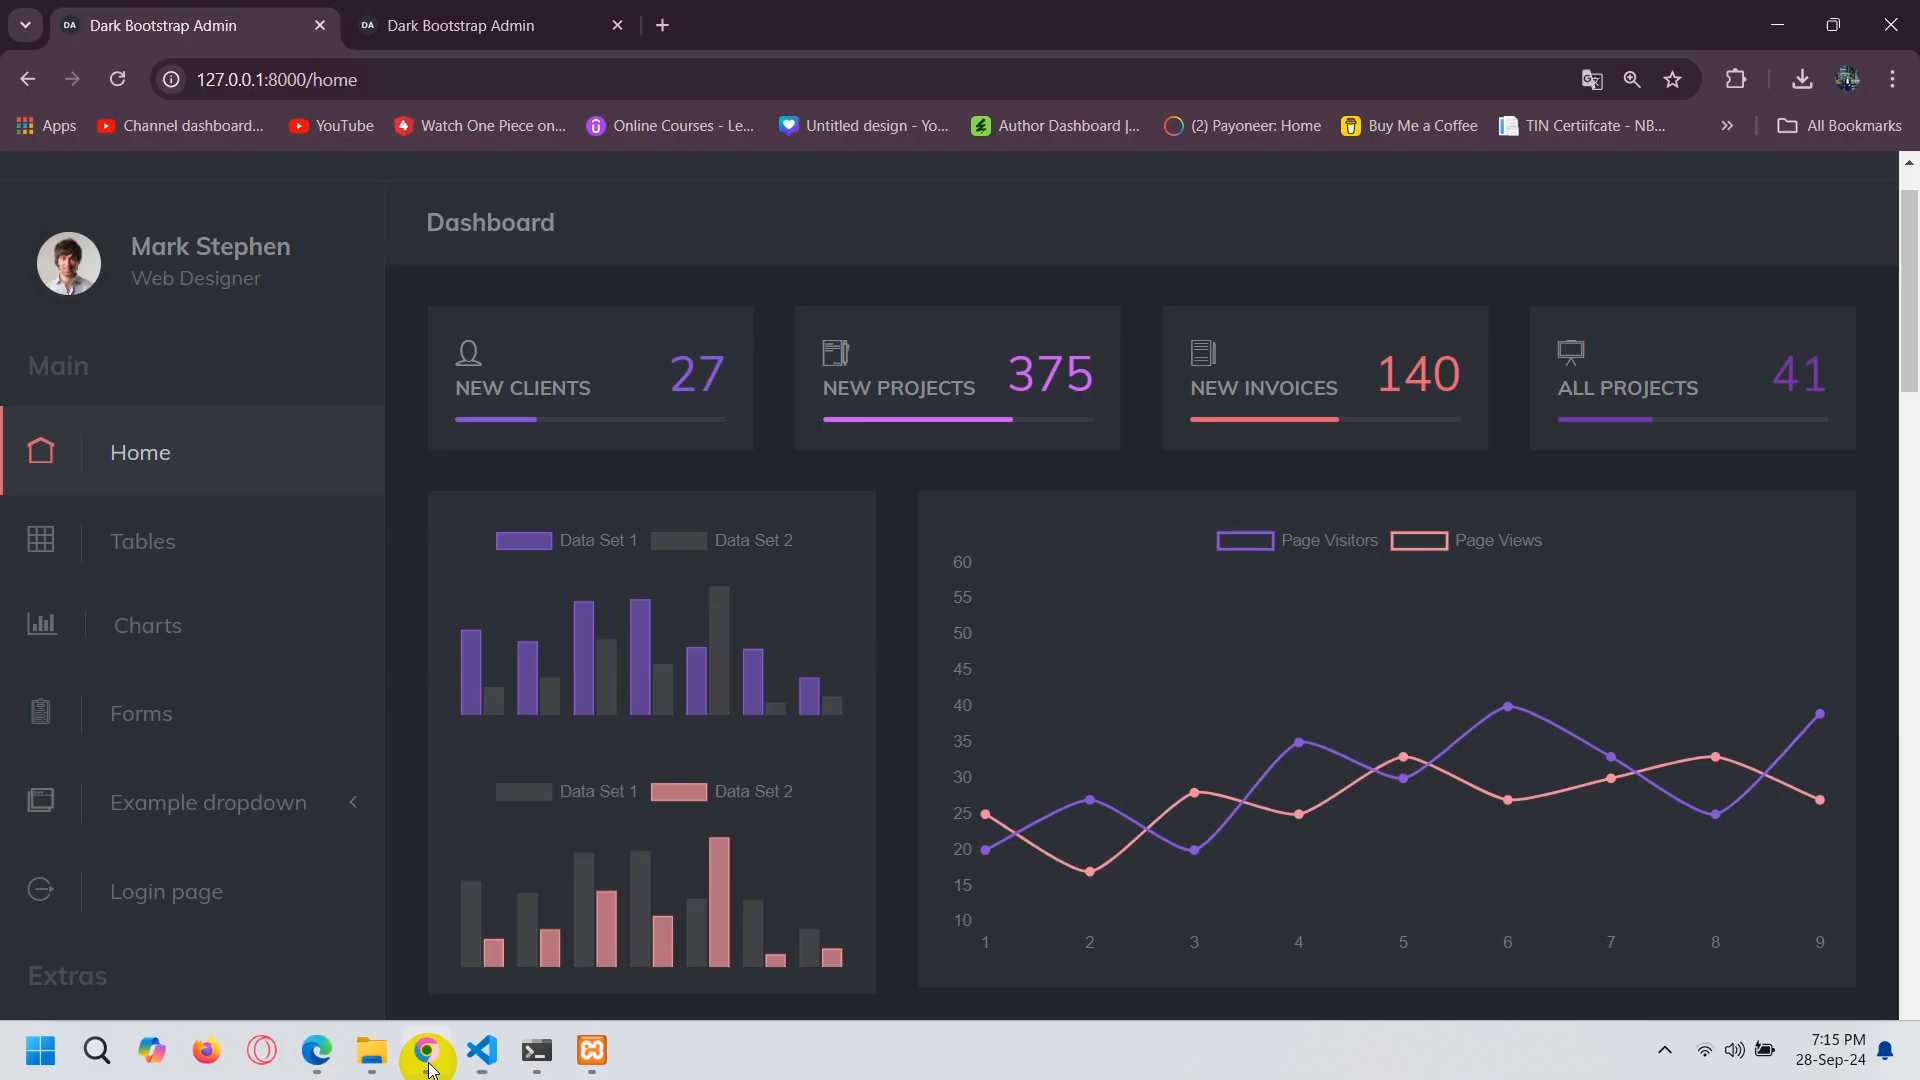 DA Dark Bootstrap Admin
DA Dark Bootstrap Admin
127.0.0.1:8000/home
Apps
Channel dashboard...
YouTube
Watch One Piece on...
Online Courses - Le...
Untitled design - Yo...
Author Dashboard |...
(2) Payoneer: Home
Buy Me a Coffee
TIN Certiifcate - NB...
All Bookmarks
Mark Stephen
Web Designer
Main
Home
Tables
Charts
Forms
Example dropdown
Login page
Extras
Dashboard
NEW CLIENTS 27
NEW PROJECTS 375
NEW INVOICES 140
ALL PROJECTS 41
Data Set 1 Data Set 2
Data Set 1 Data Set 2
Page Visitors Page Views
60
55
50
45
40
35
30
25
20
15
10
1 2 3 4 5 6 7 8 9
7:15 PM
28-Sep-24